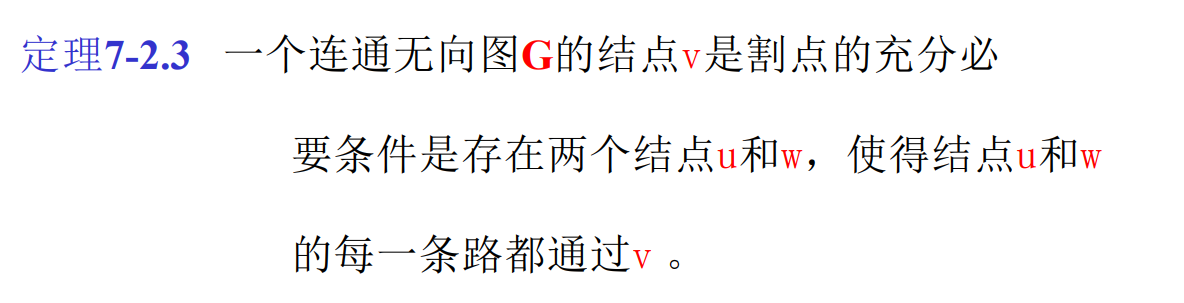 定理7-2.3 一个连通无向图G的结点v是割点的充分必
要条件是存在两个结点u和w，使得结点u和w
的每一条路都通过v 。